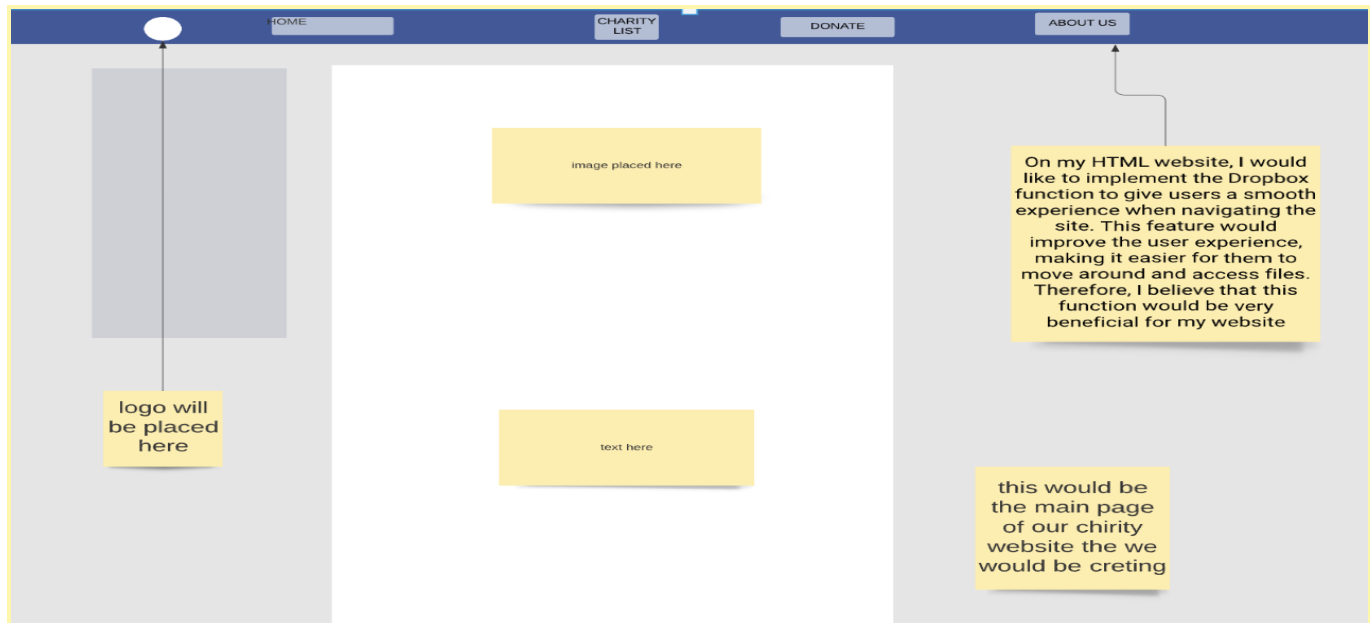 HOME
CHARITY
LIST
DONATE
ABOUT US
image placed here
On my HTML website, I would
like to implement the Dropbox
function to give users a smooth
experience when navigating the
site. This feature would
improve the user experience,
making it easier for them to
move around and access files.
Therefore, I believe that this
function would be very
beneficial for my website
logo will
be placed
here
text here
this would be
the main page
of our chirity
website the we
would be creting